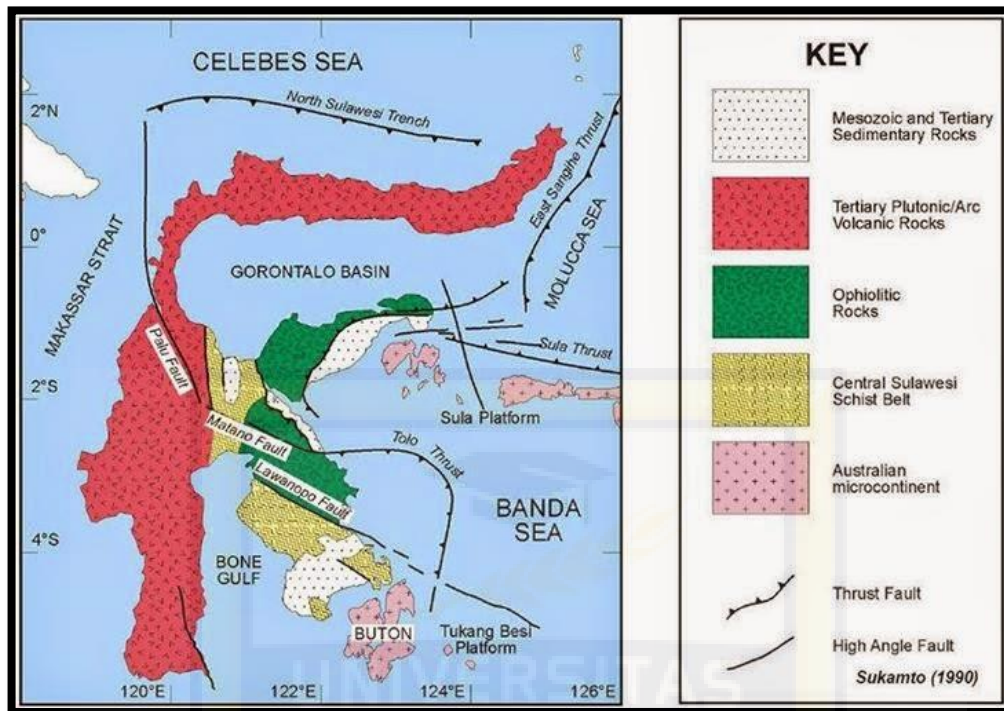 CELEBES SEA
2°N
North Sulawesi Trench
East Sangihe Thrust
MAKASSAR STRAIT
0°
GORONTALO BASIN
MOLUCCA SEA
Palu Fault
Sula Thrust
2°S
Sula Platform
Matano Fault
Tolo Thrust
Lawanopo Fault
BANDA
SEA
4°S
BONE
GULF
BUTON
Tukang Besi
Platform
120°E
122°E
124°E
126°E
UNIVERSITAS
KEY
Mesozoic and Tertiary
Sedimentary Rocks
Tertiary Plutonic/Arc
Volcanic Rocks
Ophiolitic
Rocks
Central Sulawesi
Schist Belt
Australian
microcontinent
Thrust Fault
High Angle Fault
Sukamto (1990)